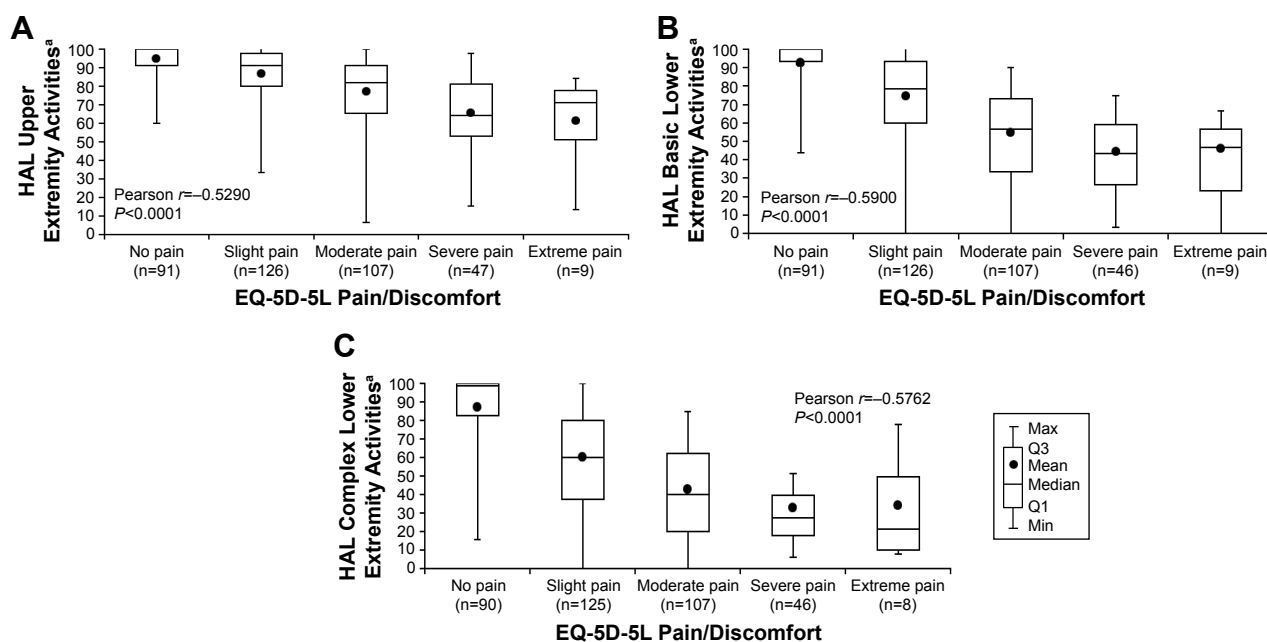 A
HAL Upper
Extremity Activitiesᵃ
100
90
80
70
60
50
40
30
20
10
0
Pearson r=–0.5290
P<0.0001
No pain
(n=91)
Slight pain
(n=126)
Moderate pain
(n=107)
Severe pain
(n=47)
Extreme pain
(n=9)
EQ-5D-5L Pain/Discomfort
B
HAL Basic Lower
Extremity Activitiesᵃ
100
90
80
70
60
50
40
30
20
10
0
Pearson r=–0.5900
P<0.0001
No pain
(n=91)
Slight pain
(n=126)
Moderate pain
(n=107)
Severe pain
(n=46)
Extreme pain
(n=9)
EQ-5D-5L Pain/Discomfort
C
HAL Complex Lower
Extremity Activitiesᵃ
100
90
80
70
60
50
40
30
20
10
0
Pearson r=–0.5762
P<0.0001
No pain
(n=90)
Slight pain
(n=125)
Moderate pain
(n=107)
Severe pain
(n=46)
Extreme pain
(n=8)
EQ-5D-5L Pain/Discomfort
Max
Q3
Mean
Median
Q1
Min